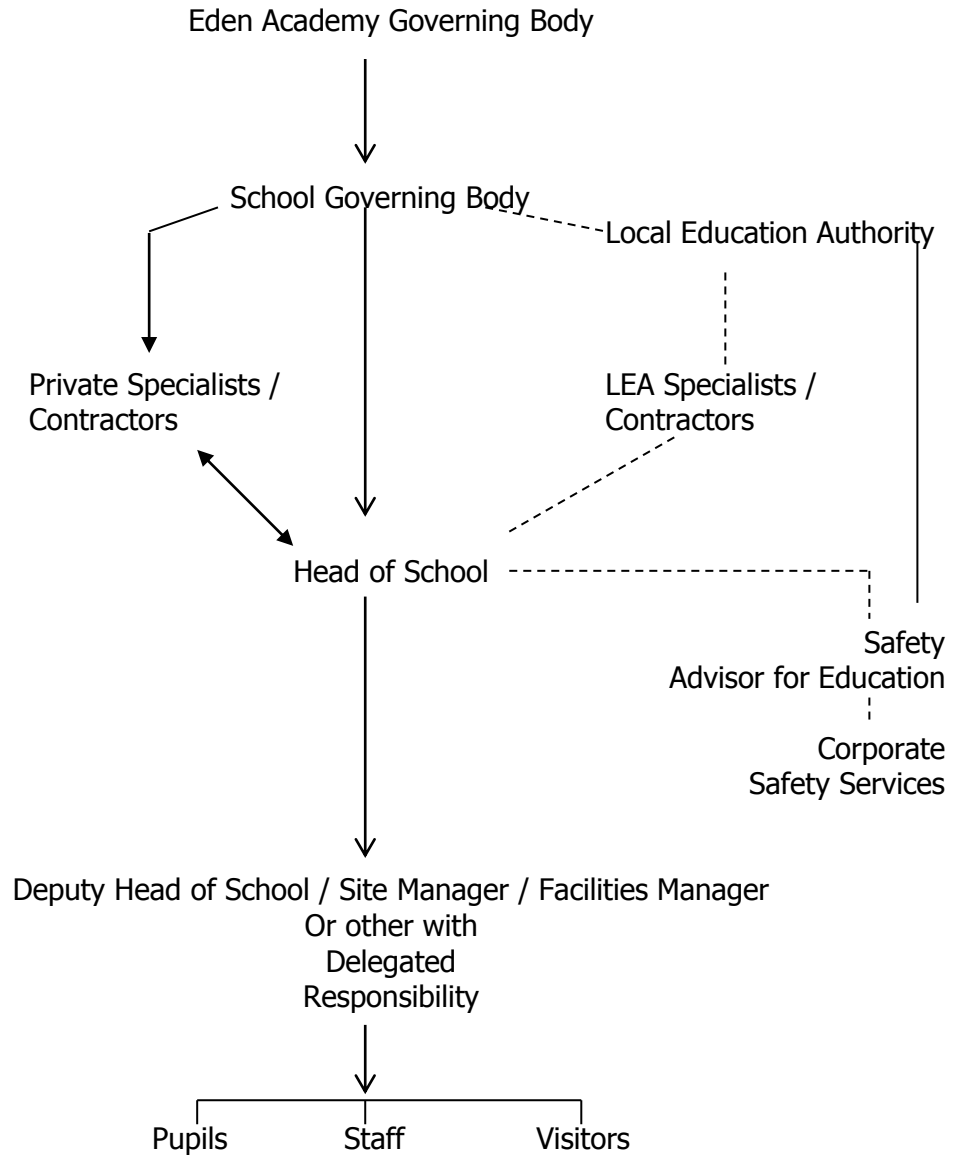 Eden Academy Governing Body
School Governing Body
Local Education Authority
Private Specialists /
Contractors
LEA Specialists /
Contractors
Head of School
Safety
Advisor for Education
Corporate
Safety Services
Deputy Head of School / Site Manager / Facilities Manager
Or other with
Delegated
Responsibility
Pupils
Staff
Visitors